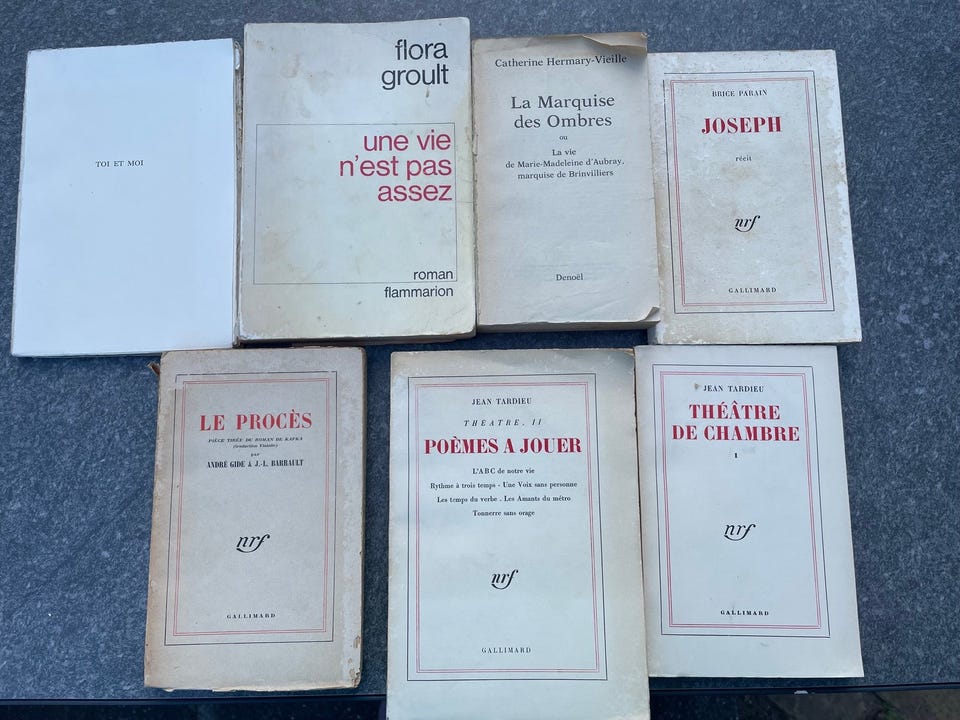 TOI ET MOI
flora
groult
une vie
n'est pas
assez
roman
flammarion
Catherine Hermary-Vieille
La Marquise
des Ombres
ou
La vie
de Marie-Madeleine d'Aubray,
marquise de Brinvilliers
Denoël
BRICE PARAIN
JOSEPH
récit
nrf
GALLIMARD
LE PROCÈS
PIÈCE TIRÉE DU ROMAN DE KAFKA
(traduction Vialatte)
par
ANDRÉ GIDE & J.-L. BARRAULT
nrf
GALLIMARD
JEAN TARDIEU
THÉATRE. II
POÈMES A JOUER
L'ABC de notre vie
Rythme à trois temps - Une Voix sans personne
Les temps du verbe . Les Amants du métro
Tonnerre sans orage
nrf
GALLIMARD
JEAN TARDIEU
THÉÂTRE
DE CHAMBRE
I
nrf
GALLIMARD